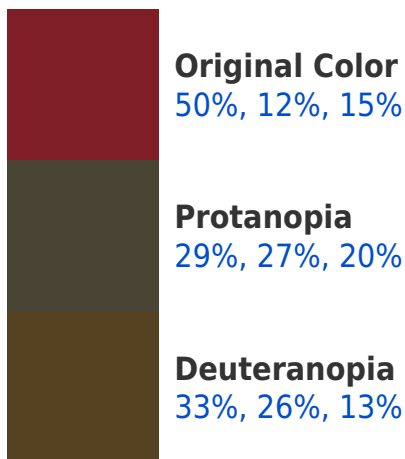 Original Color
50%, 12%, 15%
Protanopia
29%, 27%, 20%
Deuteranopia
33%, 26%, 13%